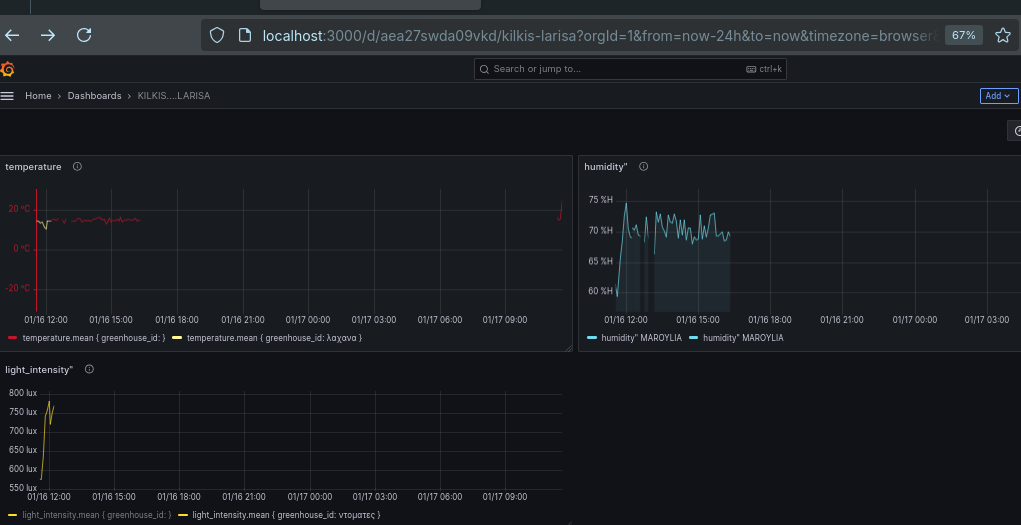 localhost:3000/d/aea27swda09vkd/kilkis-larisa?orgId=1&from=now-24h&to=now&timezone=browser& 67%
Search or jump to... ctrl+k
Home › Dashboards › KILKIS....LARISA Add
temperature
20 ºC
0 ºC
-20 ºC
01/16 12:00 01/16 15:00 01/16 18:00 01/16 21:00 01/17 00:00 01/17 03:00 01/17 06:00 01/17 09:00
temperature.mean { greenhouse_id: } temperature.mean { greenhouse_id: λαχανα }
humidity"
75 %H
70 %H
65 %H
60 %H
01/16 12:00 01/16 15:00 01/16 18:00 01/16 21:00 01/17 00:00 01/17 03:00
humidity" MAROYLIA humidity" MAROYLIA
light_intensity"
800 lux
750 lux
700 lux
650 lux
600 lux
550 lux
01/16 12:00 01/16 15:00 01/16 18:00 01/16 21:00 01/17 00:00 01/17 03:00 01/17 06:00 01/17 09:00
light_intensity.mean { greenhouse_id: } light_intensity.mean { greenhouse_id: ντοματες }